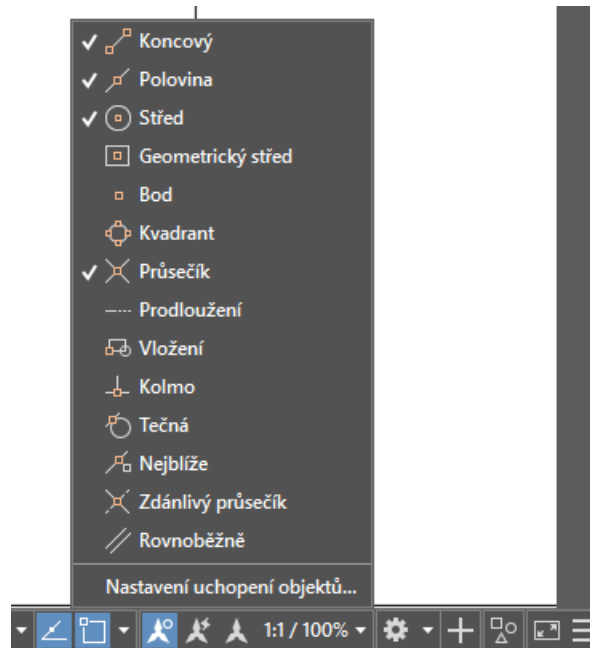 Koncový
Polovina
Střed
Geometrický střed
Bod
Kvadrant
Průsečík
Prodloužení
Vložení
Kolmo
Tečná
Nejblíže
Zdánlivý průsečík
Rovnoběžně
Nastavení uchopení objektů...
1:1 / 100%